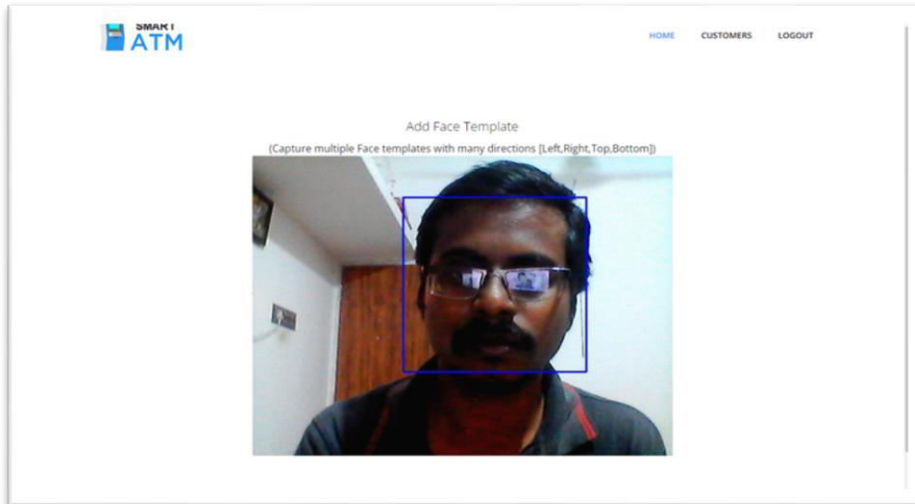 SMART
ATM
HOME CUSTOMERS LOGOUT
Add Face Template
(Capture multiple Face templates with many directions [Left,Right,Top,Bottom])